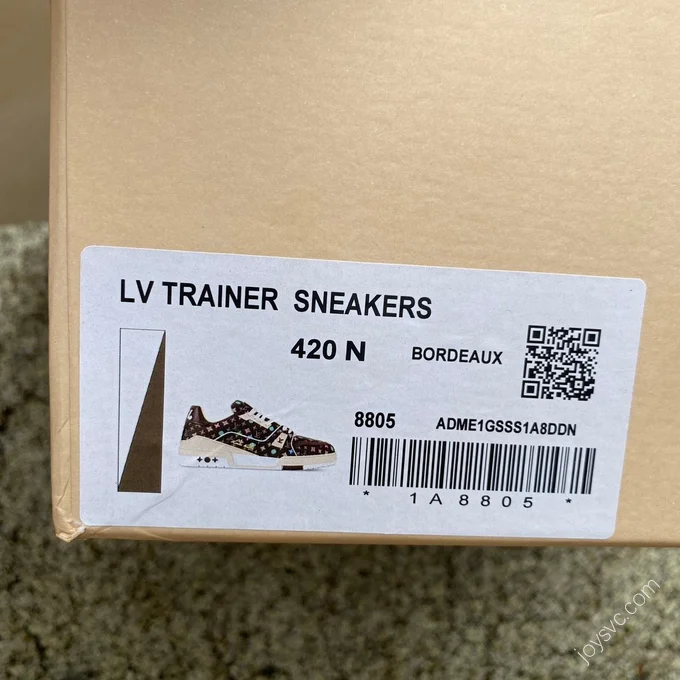 LV TRAINER SNEAKERS
420 N
BORDEAUX
8805
ADME1GSSS1A8DDN
* 1A8805 *
joysvc.com